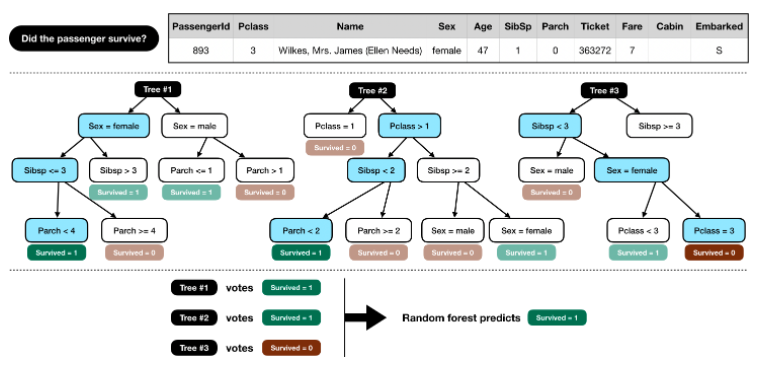 Did the passenger survive?
PassengerId Pclass Name Sex Age SibSp Parch Ticket Fare Cabin Embarked
893 3 Wilkes, Mrs. James (Ellen Needs) female 47 1 0 363272 7 S
Tree #1 Tree #2 Tree #3
Sex = female Sex = male Pclass = 1 Pclass > 1 Sibsp < 3 Sibsp >= 3
Survived = 0
Sibsp <= 3 Sibsp > 3 Parch <= 1 Parch > 1 Sibsp < 2 Sibsp >= 2 Sex = male Sex = female
Survived = 1 Survived = 1 Survived = 0 Survived = 0
Parch < 4 Parch >= 4 Parch < 2 Parch >= 2 Sex = male Sex = female Pclass < 3 Pclass = 3
Survived = 1 Survived = 0 Survived = 1 Survived = 0 Survived = 0 Survived = 1 Survived = 1 Survived = 0
Tree #1 votes Survived = 1
Tree #2 votes Survived = 1
Random forest predicts Survived = 1
Tree #3 votes Survived = 0